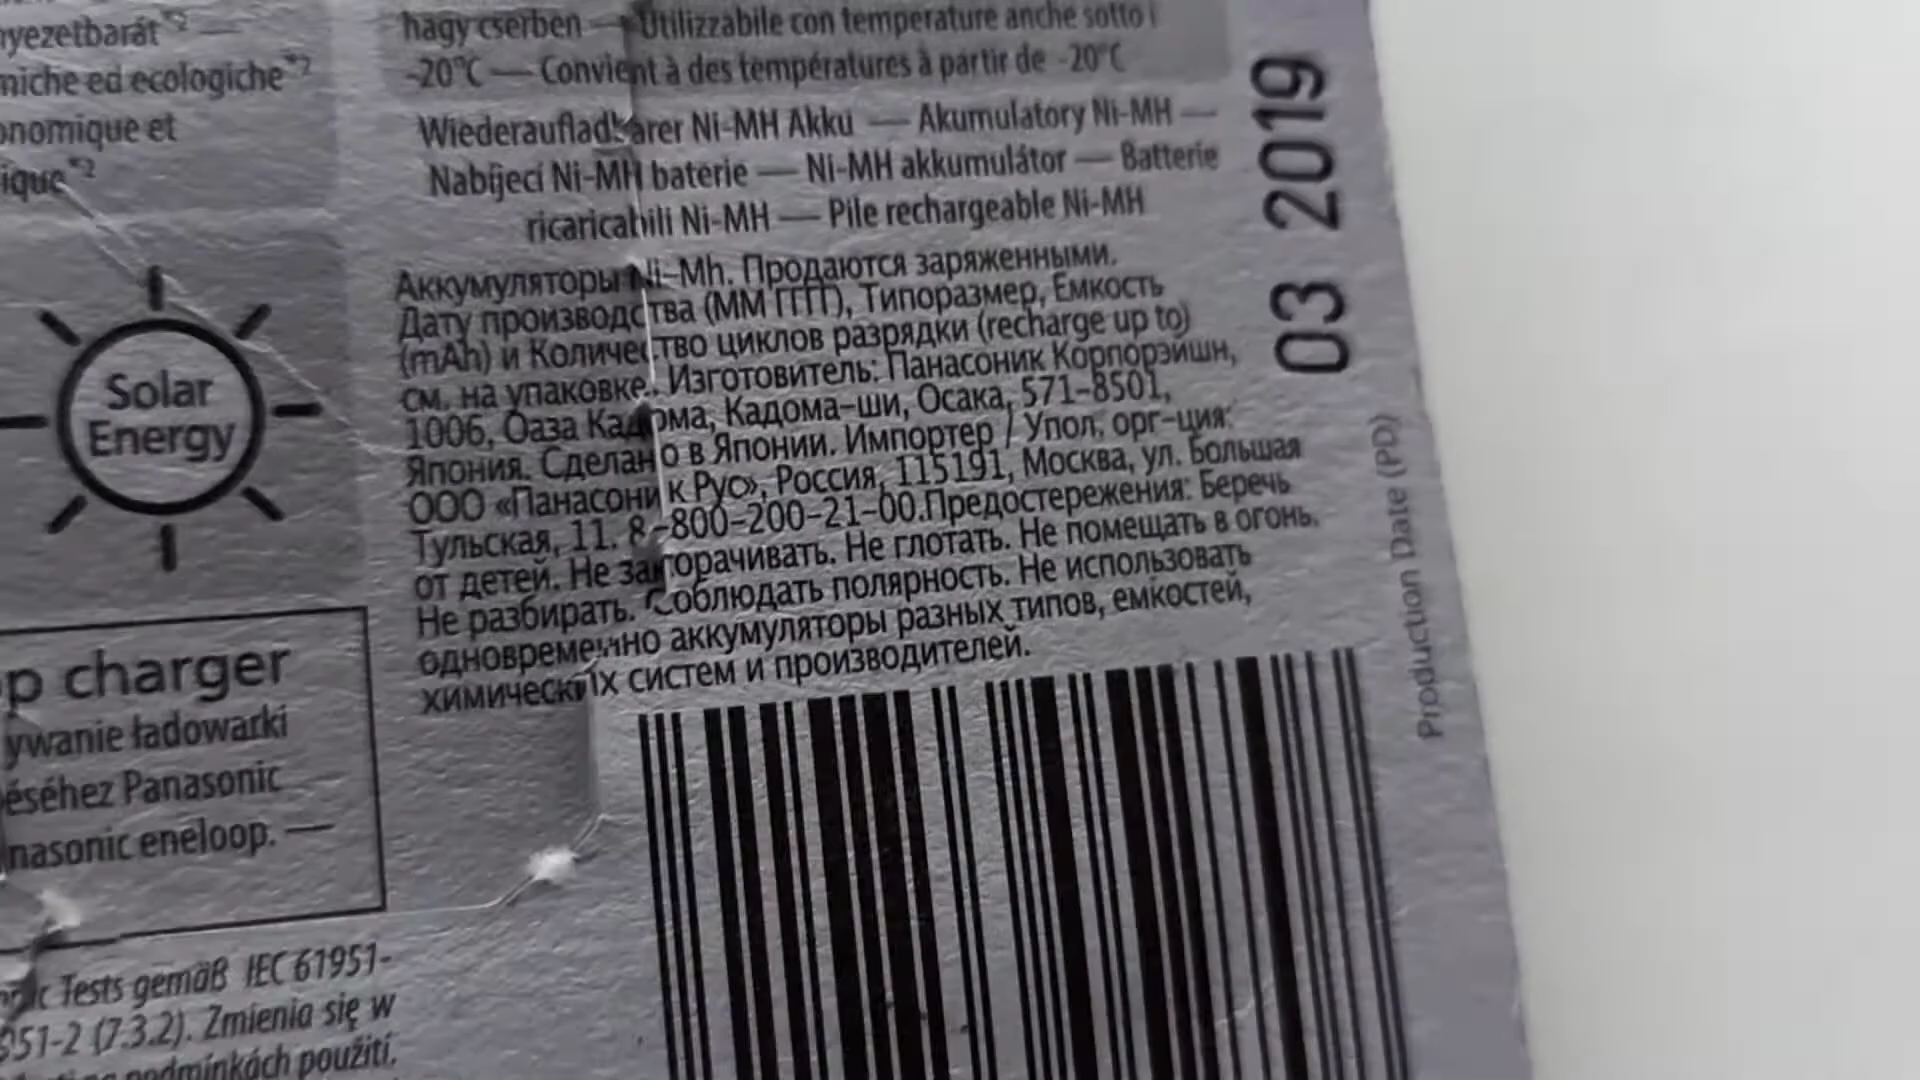 nyezetbarát*2 —
miche ed ecologiche*2
onomique et
ique*2
Solar
Energy
p charger
ywanie ładowarki
éséhez Panasonic
nasonic eneloop. —
Tests gemäß IEC 61951-
951-2 (7.3.2). Zmienia się w
podmínkách použití.
hagy cserben — Utilizzabile con temperature anche sotto i
-20°C — Convient à des températures à partir de -20°C
Wiederaufladbarer Ni-MH Akku — Akumulatory Ni-MH —
Nabíjecí Ni-MH baterie — Ni-MH akkumulátor — Batterie
ricaricabili Ni-MH — Pile rechargeable Ni-MH
Аккумуляторы Ni-Mh. Продаются заряженными.
Дату производства (ММ ГГГГ), Типоразмер, Емкость
(mAh) и Количество циклов разрядки (recharge up to)
см. на упаковке. Изготовитель: Панасоник Корпорэйшн,
1006, Оаза Кадома, Кадома-ши, Осака, 571-8501,
Япония. Сделано в Японии. Импортер / Упол. орг-ция:
ООО «Панасоник Рус», Россия, 115191, Москва, ул. Большая
Тульская, 11. 8-800-200-21-00.Предостережения: Беречь
от детей. Не закорачивать. Не глотать. Не помещать в огонь.
Не разбирать. Соблюдать полярность. Не использовать
одновременно аккумуляторы разных типов, емкостей,
химических систем и производителей.
03 2019
Production Date (PD)